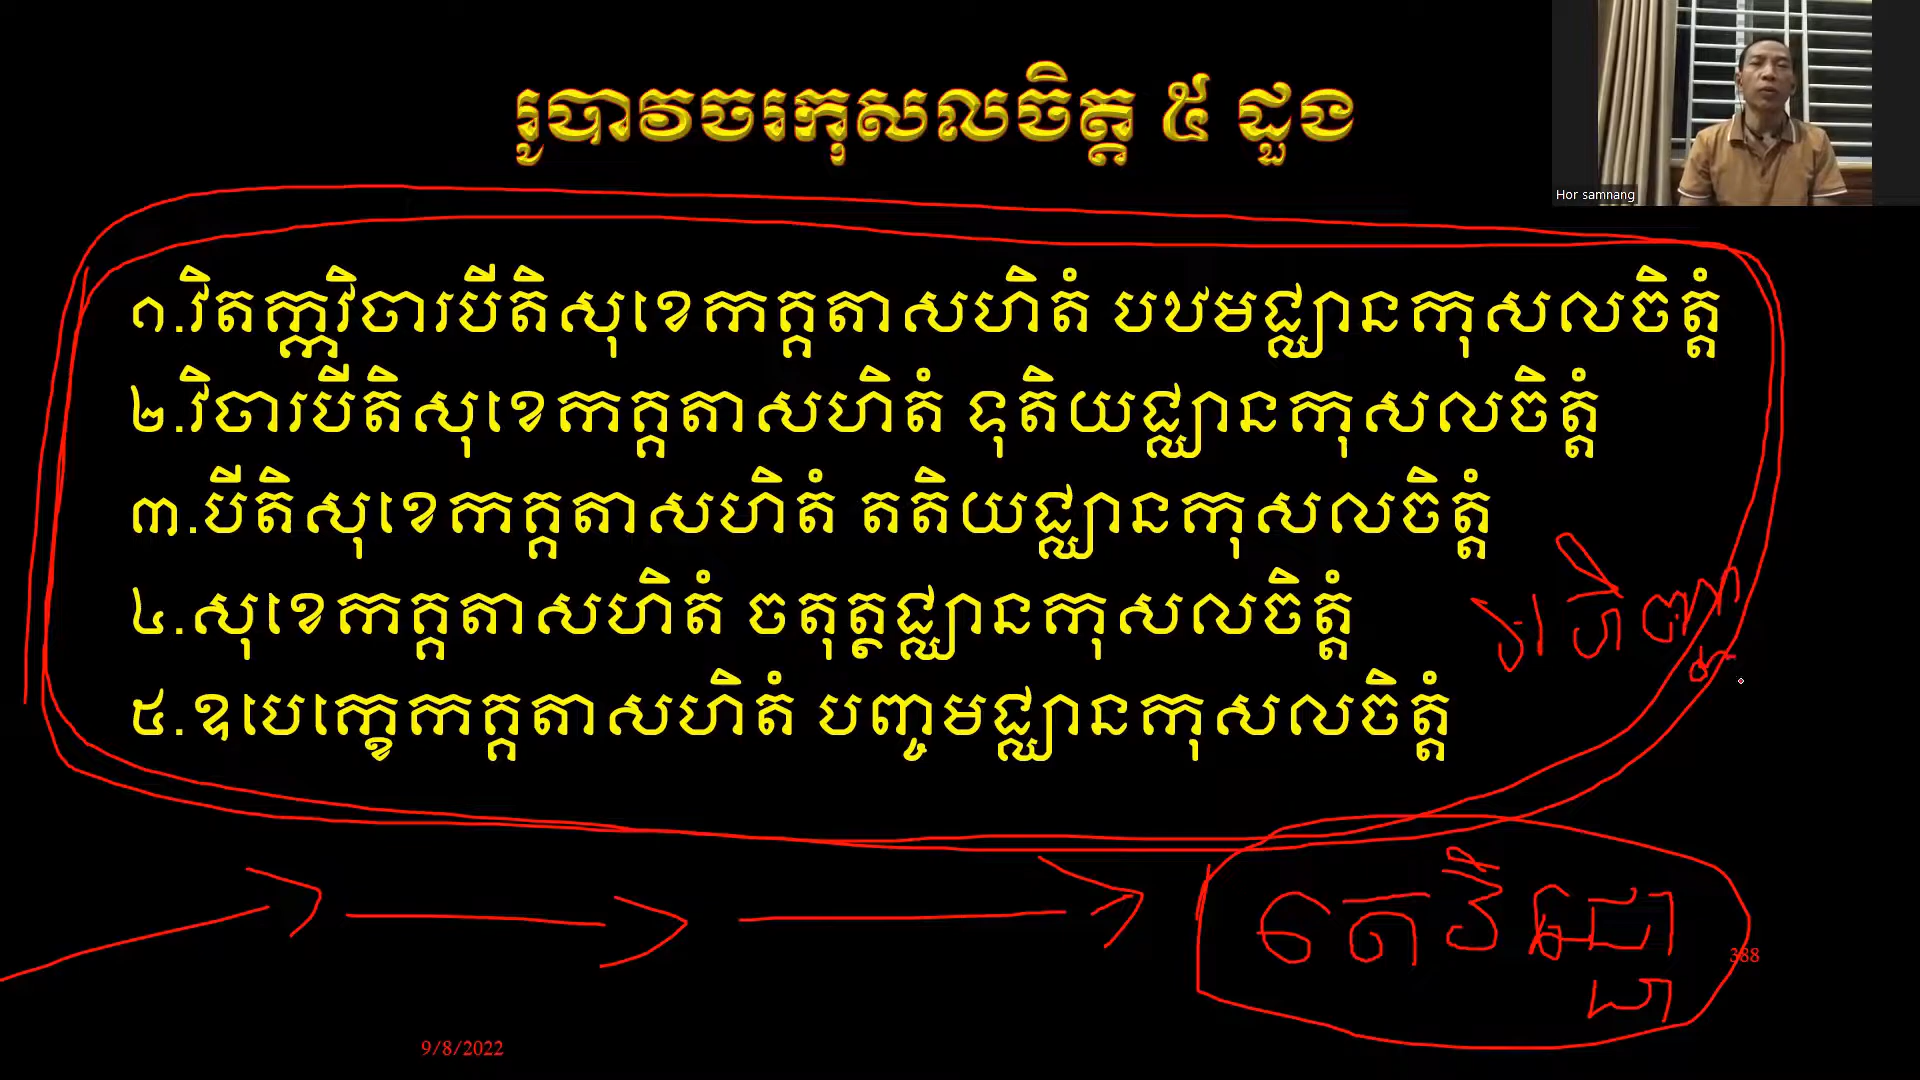 រូបាវចរកុសលចិត្ត ៥ ដួង
Hor samnang
១.វិតក្កវិចារបីតិសុខេកគ្គតាសហិតំ បឋមជ្ឈានកុសលចិត្តំ
២.វិចារបីតិសុខេកគ្គតាសហិតំ ទុតិយជ្ឈានកុសលចិត្តំ
៣.បីតិសុខេកគ្គតាសហិតំ តតិយជ្ឈានកុសលចិត្តំ
៤.សុខេកគ្គតាសហិតំ ចតុត្ថជ្ឈានកុសលចិត្តំ
៥.ឧបេក្ខេកគ្គតាសហិតំ បញ្ចមជ្ឈានកុសលចិត្តំ
388
9/8/2022